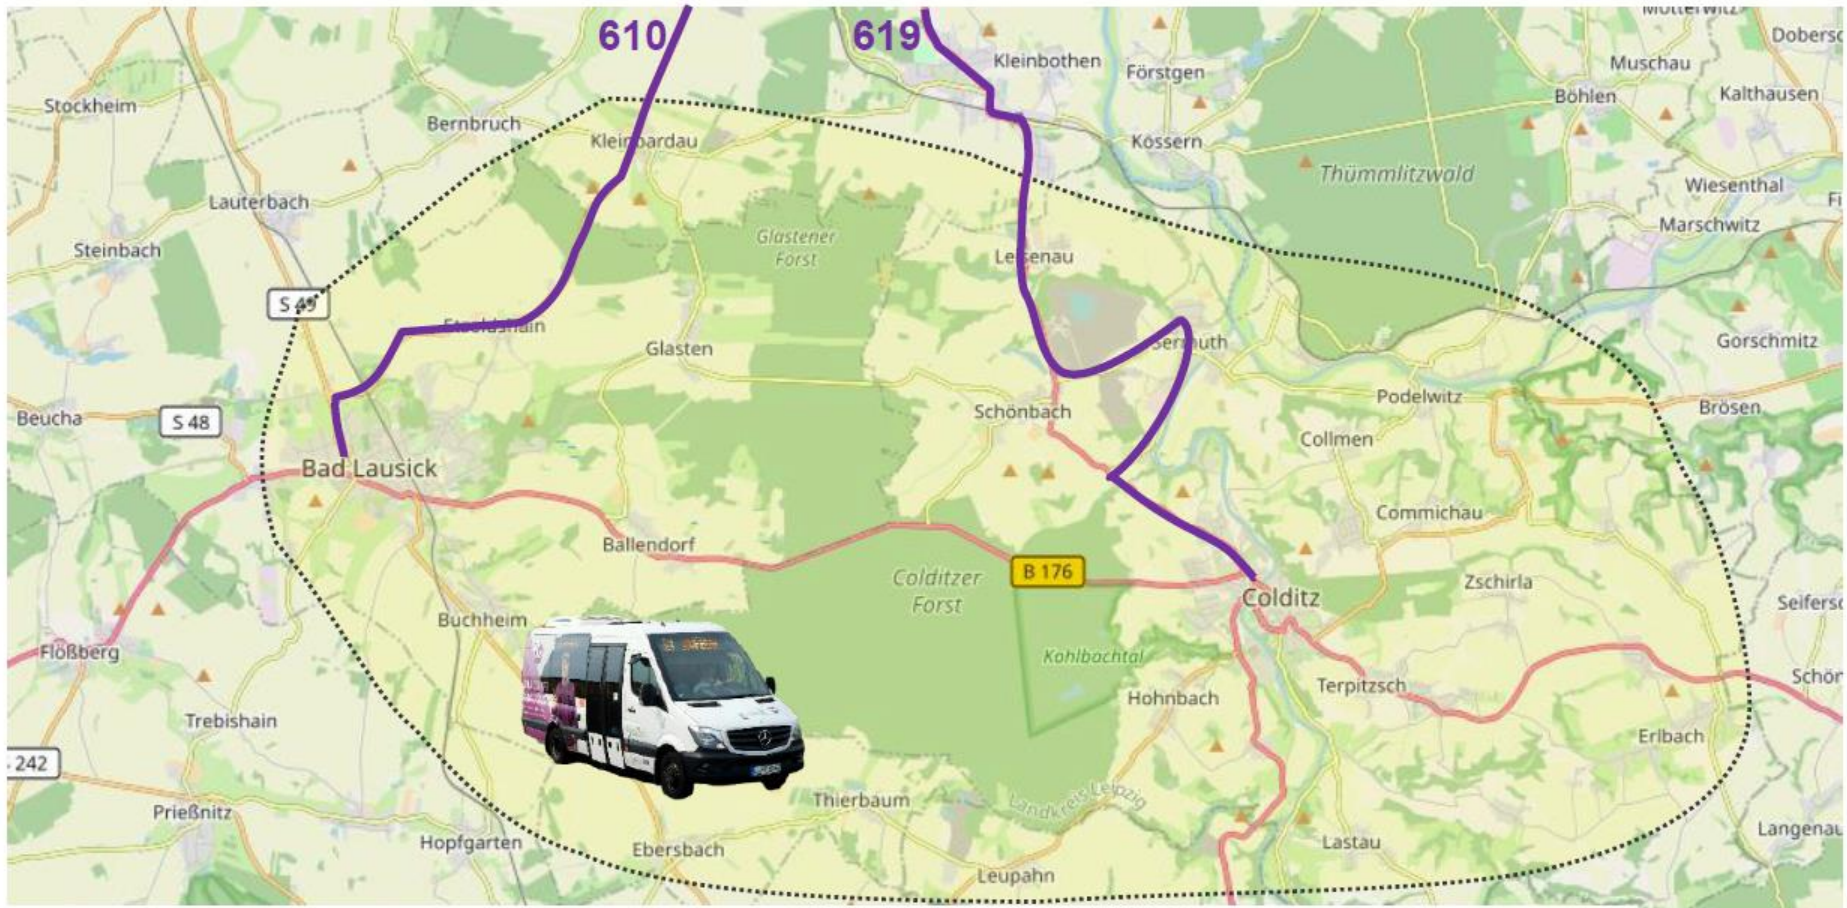 610
619
Kleinbothen
Förstgen
Muschau
Böhlen
Kalthausen
Stockheim
Bernbruch
Kleinbardau
Kössern
Thümmlitzwald
Wiesenthal
Marschwitz
Lauterbach
Steinbach
Glastener
Forst
Leisenau
S 49
Glasten
Sermuth
Gorschmitz
Beucha
S 48
Schönbach
Podelwitz
Brösen
Collmen
Bad Lausick
Commichau
Ballendorf
B 176
Colditzer
Forst
Zschirla
Colditz
Buchheim
Flößberg
Kohlbachtal
Terpitzsch
Hohnbach
Trebishain
Erlbach
242
Thierbaum
Landkreis Leipzig
Prießnitz
Hopfgarten
Ebersbach
Lastau
Leupahn